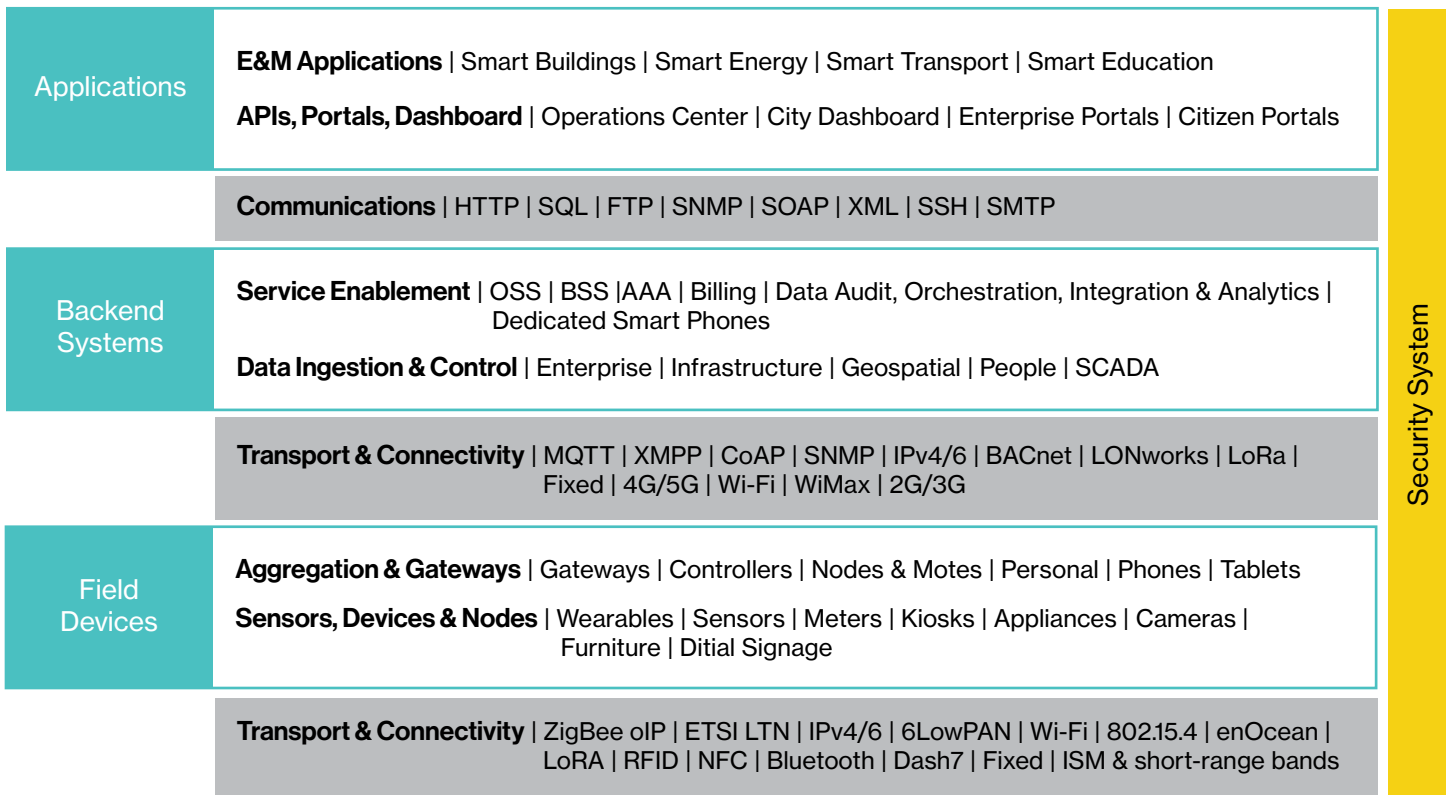 Applications
E&M Applications | Smart Buildings | Smart Energy | Smart Transport | Smart Education
APIs, Portals, Dashboard | Operations Center | City Dashboard | Enterprise Portals | Citizen Portals
Communications | HTTP | SQL | FTP | SNMP | SOAP | XML | SSH | SMTP
Backend
Systems
Service Enablement | OSS | BSS |AAA | Billing | Data Audit, Orchestration, Integration & Analytics |
Dedicated Smart Phones
Data Ingestion & Control | Enterprise | Infrastructure | Geospatial | People | SCADA
Transport & Connectivity | MQTT | XMPP | CoAP | SNMP | IPv4/6 | BACnet | LONworks | LoRa |
Fixed | 4G/5G | Wi-Fi | WiMax | 2G/3G
Field
Devices
Aggregation & Gateways | Gateways | Controllers | Nodes & Motes | Personal | Phones | Tablets
Sensors, Devices & Nodes | Wearables | Sensors | Meters | Kiosks | Appliances | Cameras |
Furniture | Ditial Signage
Transport & Connectivity | ZigBee oIP | ETSI LTN | IPv4/6 | 6LowPAN | Wi-Fi | 802.15.4 | enOcean |
LoRA | RFID | NFC | Bluetooth | Dash7 | Fixed | ISM & short-range bands
Security System